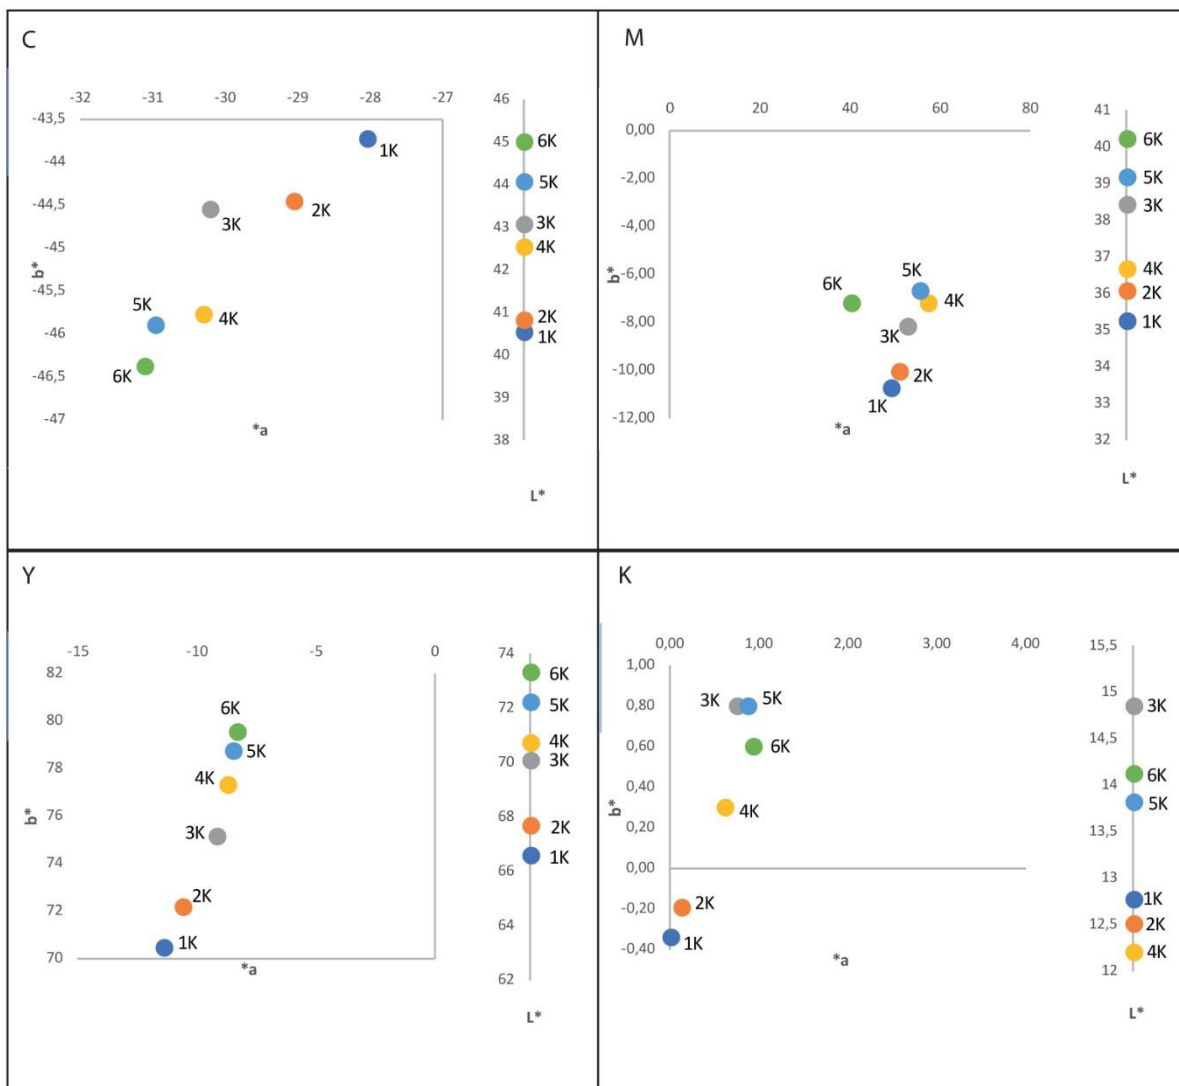 C
-32 -31 -30 -29 -28 -27
-43,5
-44
-44,5
-45
-45,5
-46
-46,5
-47
b*
*a
1K
2K
3K
4K
5K
6K
46
45
44
43
42
41
40
38
6K
5K
3K
4K
2K
1K
L*
M
0 20 40 60 80
0,00
-2,00
-4,00
-6,00
-8,00
-10,00
-12,00
b*
*a
5K
6K
4K
3K
2K
1K
41
40
39
38
37
36
35
34
33
32
6K
5K
3K
4K
2K
1K
L*
Y
-15 -10 -5 0
82
80
78
76
74
72
70
b*
*a
6K
5K
4K
3K
2K
1K
74
72
70
68
66
64
62
6K
5K
4K
3K
2K
1K
L*
K
0,00 1,00 2,00 3,00 4,00
1,00
0,80
0,60
0,40
0,20
0,00
-0,20
-0,40
b*
*a
3K 5K
6K
4K
2K
1K
15,5
15
14,5
14
13,5
13
12,5
12
3K
6K
5K
1K
2K
4K
L*